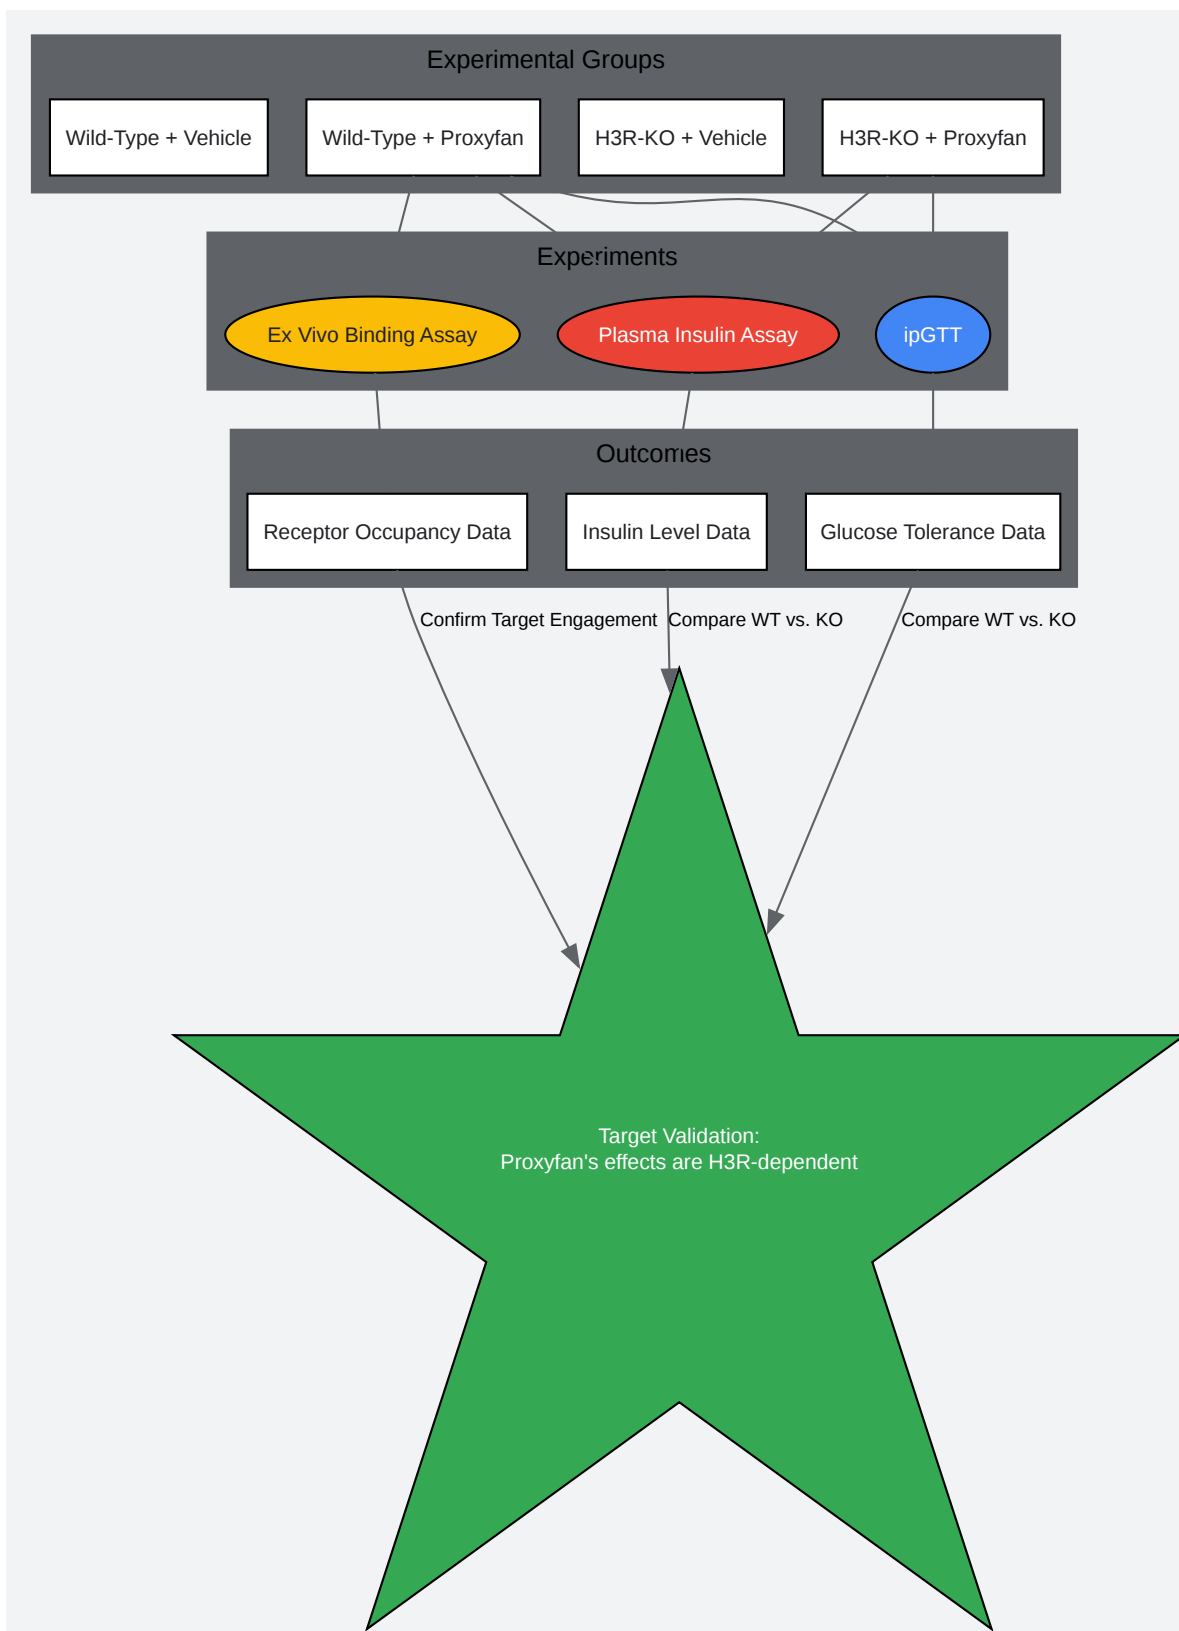 Experimental Groups
Wild-Type + Vehicle
Wild-Type + Proxyfan
H3R-KO + Vehicle
H3R-KO + Proxyfan
Experiments
Ex Vivo Binding Assay
Plasma Insulin Assay
ipGTT
Outcomes
Receptor Occupancy Data
Insulin Level Data
Glucose Tolerance Data
Confirm Target Engagement
Compare WT vs. KO
Compare WT vs. KO
Target Validation:
Proxyfan's effects are H3R-dependent